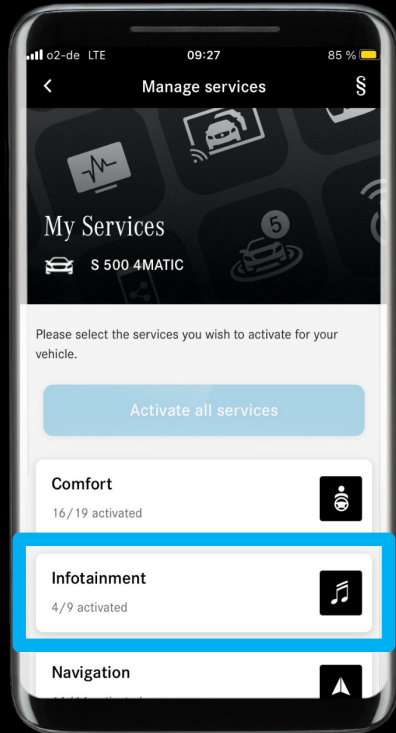 o2-de LTE 09:27 85 %
Manage services §
My Services
5
S 500 4MATIC
Please select the services you wish to activate for your
vehicle.
Activate all services
Comfort
16/19 activated
Infotainment
4/9 activated
Navigation